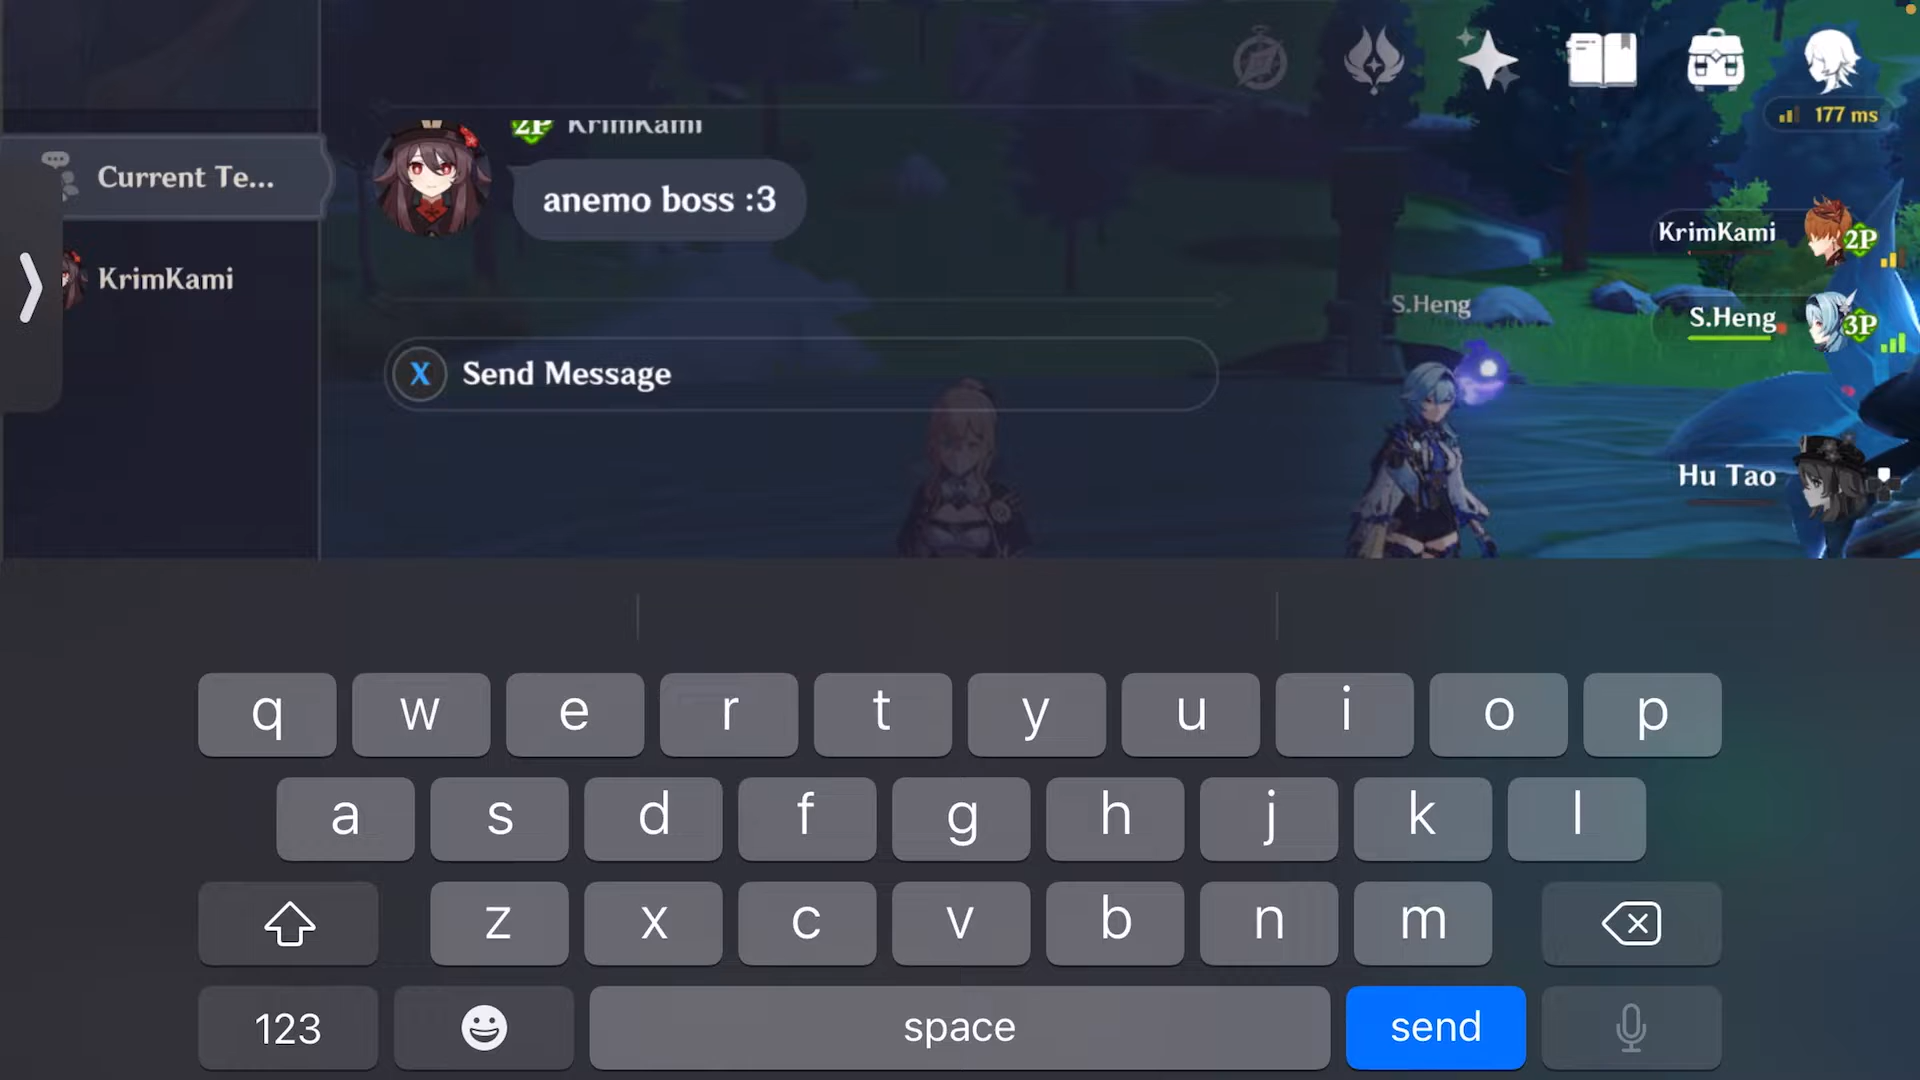 2P KrimKami
177 ms
Current Te...
anemo boss :3
KrimKami 2P
KrimKami
S.Heng
S.Heng 3P
X Send Message
Hu Tao
q w e r t y u i o p
a s d f g h j k l
z x c v b n m
123 space send